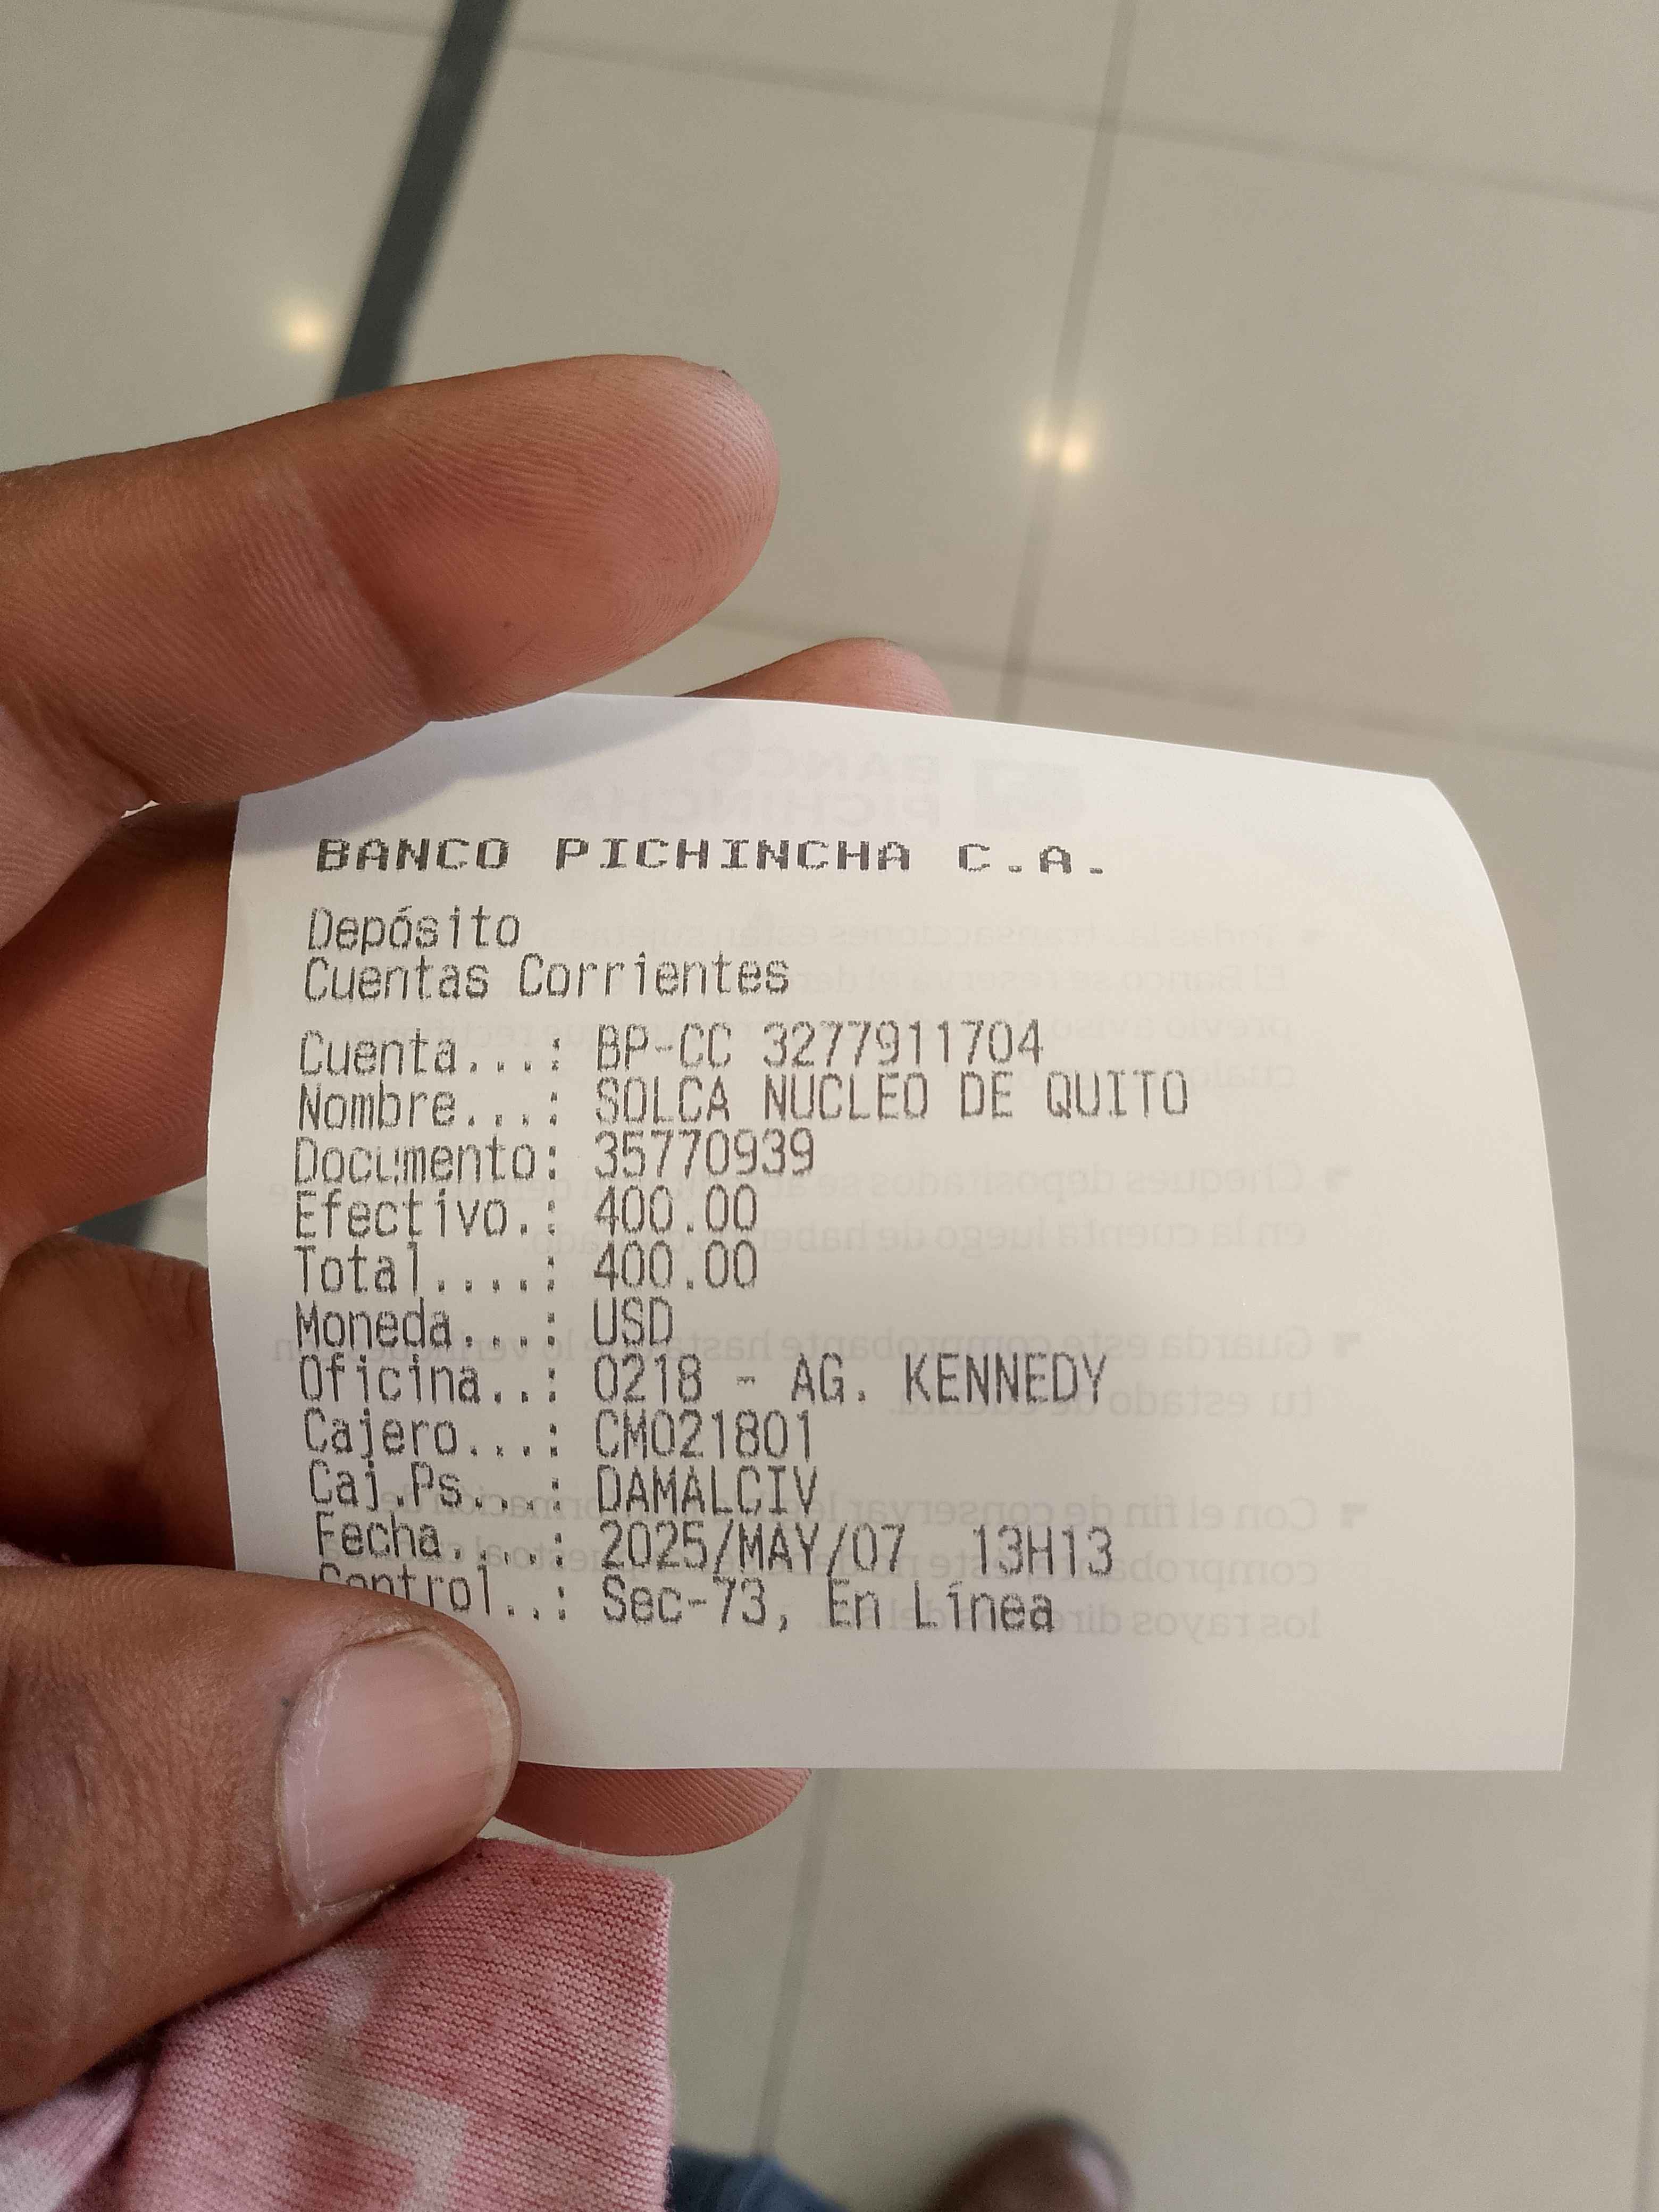 BANCO PICHINCHA C.A.
Depósito
Cuentas Corrientes
Cuenta...: BP-CC 3277911704
Nombre...: SOLCA NUCLEO DE QUITO
Documento: 35770939
Efectivo.: 400.00
Total....: 400.00
Moneda...: USD
Oficina..: 0218 - AG. KENNEDY
Cajero...: CM021801
Caj.Ps...: DAMALCIV
Fecha....: 2025/MAY/07 13H13
Control..: Sec-73, En Línea